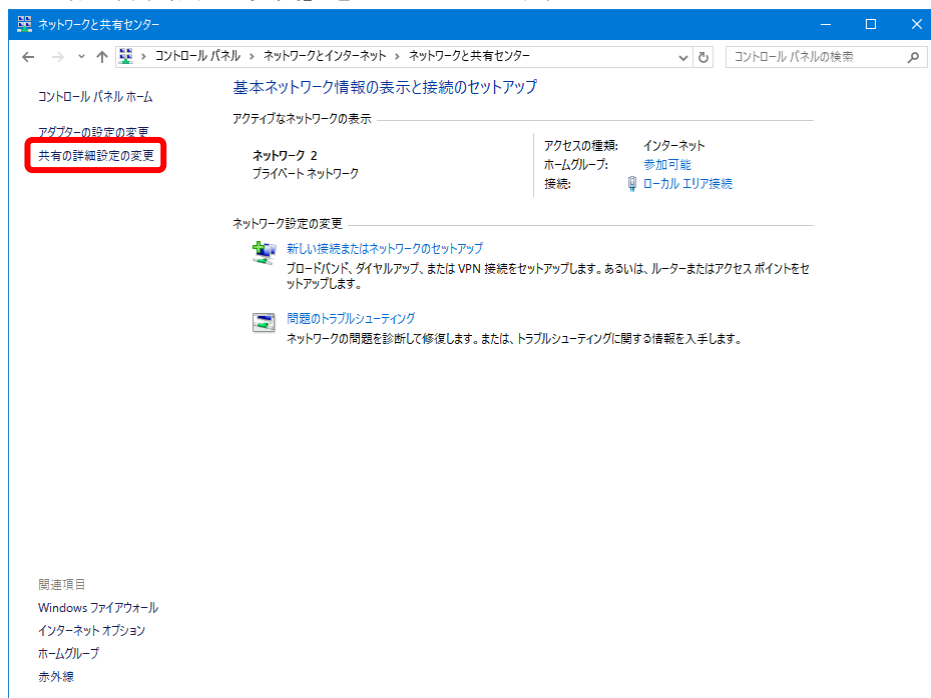 ネットワークと共有センター
コントロール パネル › ネットワークとインターネット › ネットワークと共有センター
コントロール パネルの検索
コントロール パネル ホーム
アダプターの設定の変更
共有の詳細設定の変更
基本ネットワーク情報の表示と接続のセットアップ
アクティブなネットワークの表示
ネットワーク 2
プライベート ネットワーク
アクセスの種類: インターネット
ホームグループ: 参加可能
接続: ローカル エリア接続
ネットワーク設定の変更
新しい接続またはネットワークのセットアップ
ブロードバンド、ダイヤルアップ、または VPN 接続をセットアップします。あるいは、ルーターまたはアクセス ポイントをセ
ットアップします。
問題のトラブルシューティング
ネットワークの問題を診断して修復します。または、トラブルシューティングに関する情報を入手します。
関連項目
Windows ファイアウォール
インターネット オプション
ホームグループ
赤外線